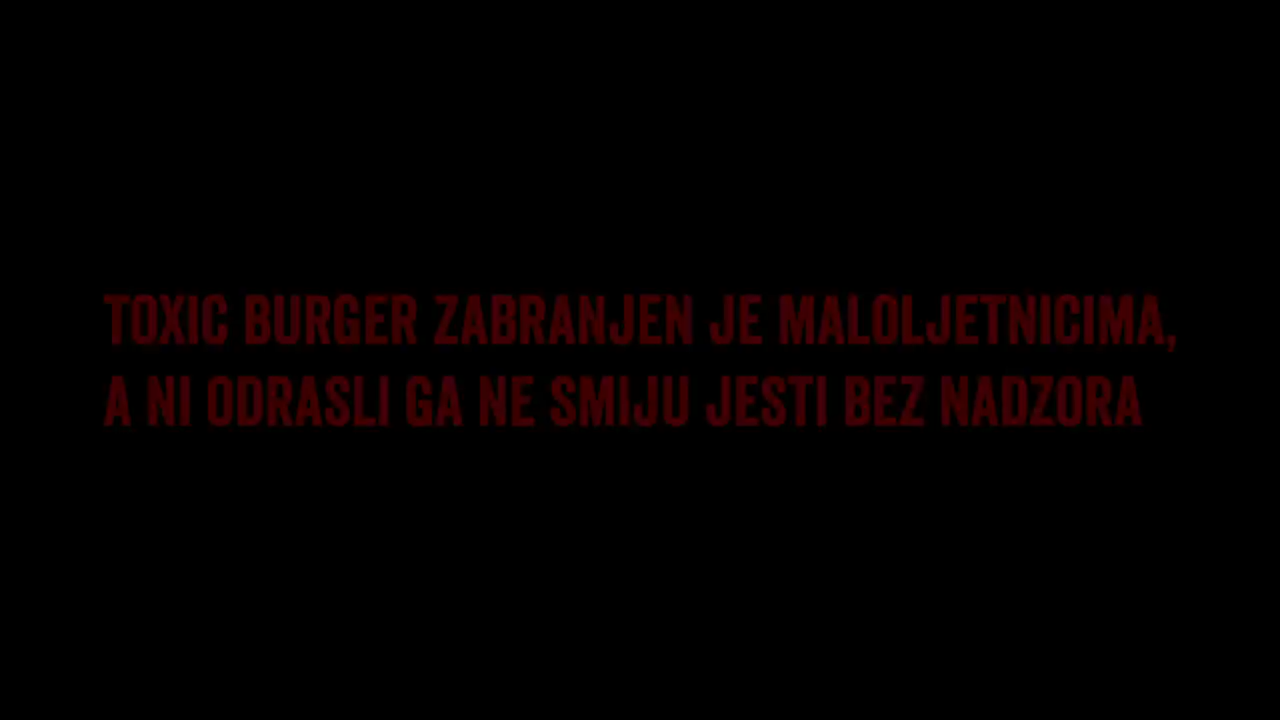 TOXIC BURGER ZABRANJEN JE MALOLJETNICIMA,
A NI ODRASLI GA NE SMIJU JESTI BEZ NADZORA